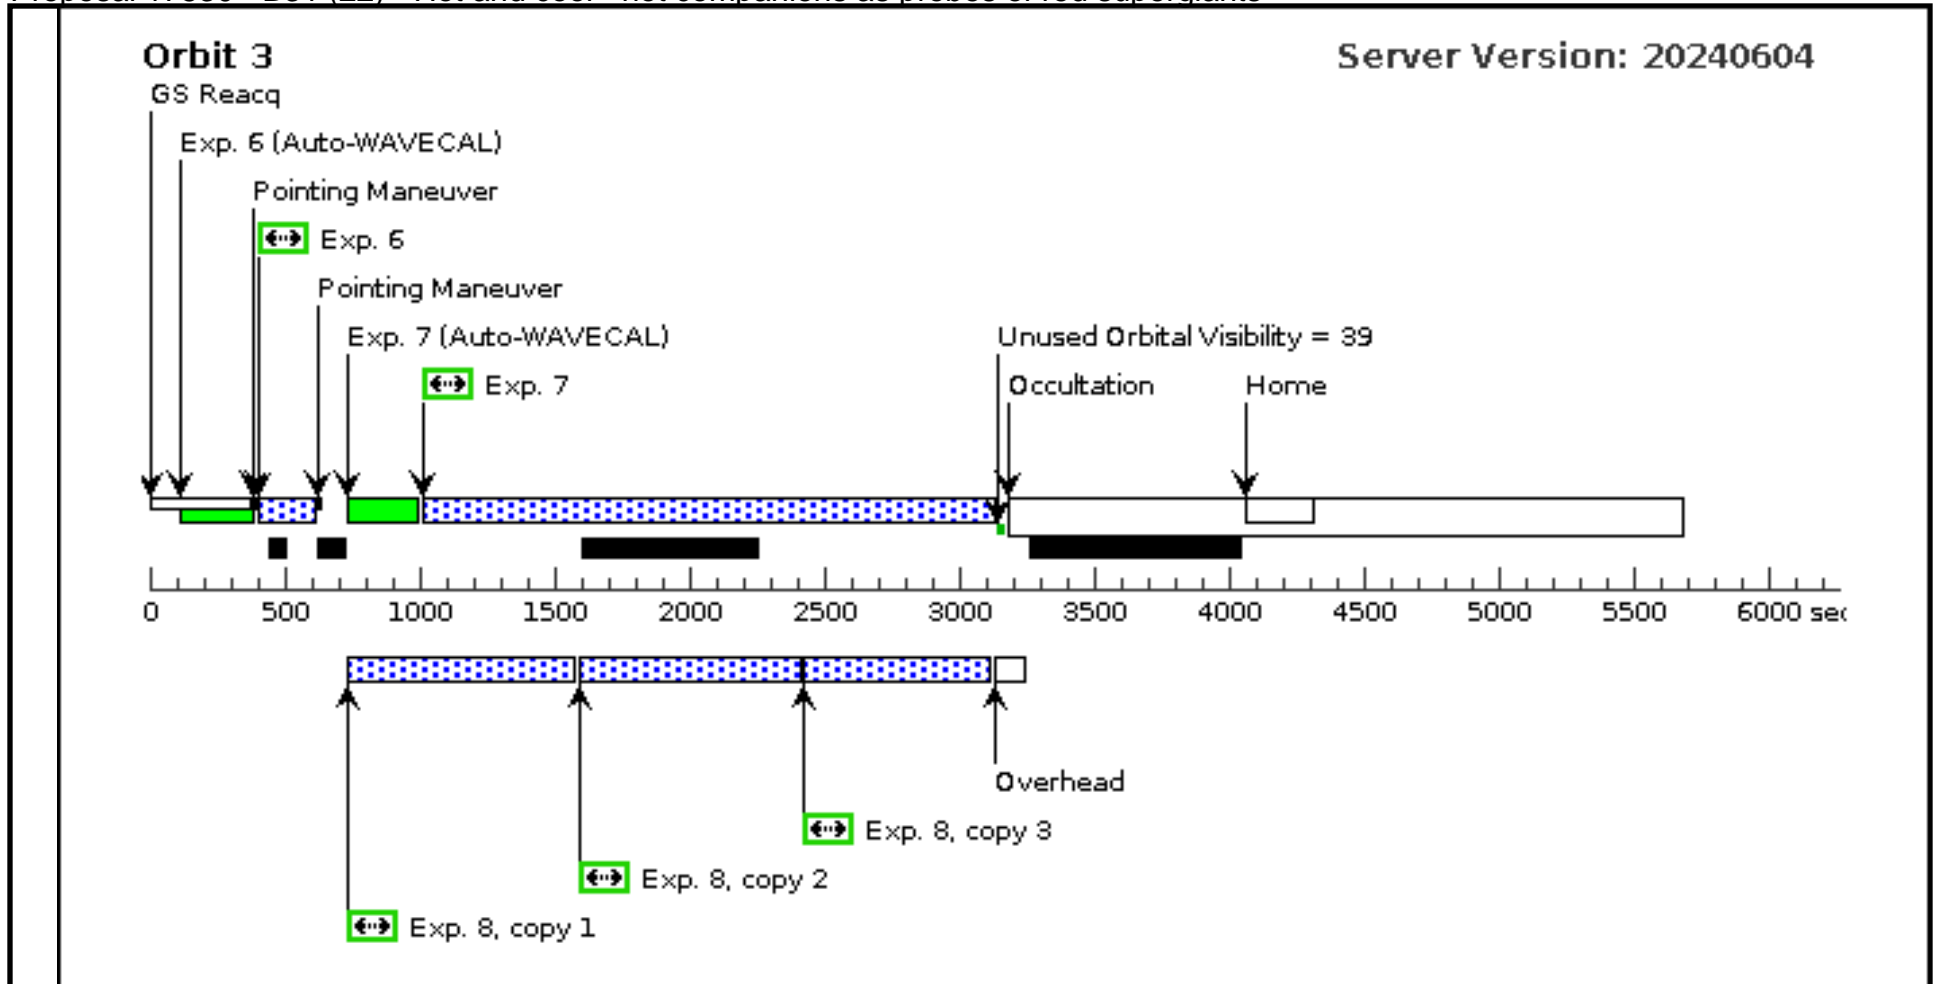 Orbit 3
Server Version: 20240604
GS Reacq
Exp. 6 (Auto-WAVECAL)
Pointing Maneuver
Exp. 6
Pointing Maneuver
Exp. 7 (Auto-WAVECAL)
Unused Orbital Visibility = 39
Exp. 7
Occultation
Home
0 500 1000 1500 2000 2500 3000 3500 4000 4500 5000 5500 6000 sec
Overhead
Exp. 8, copy 3
Exp. 8, copy 2
Exp. 8, copy 1